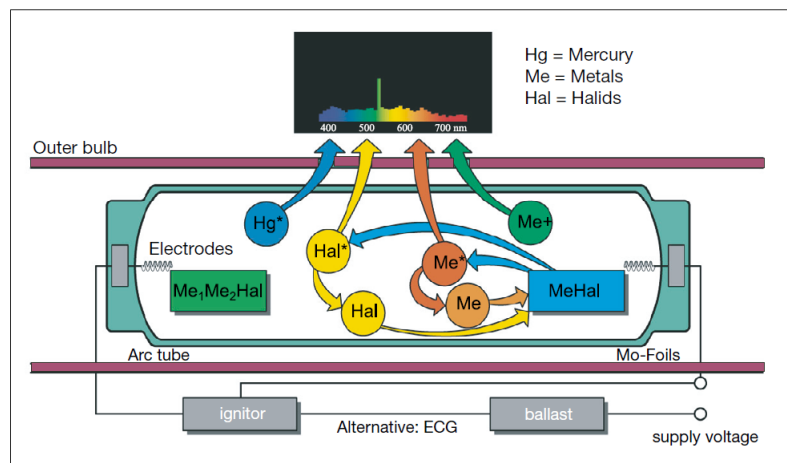 Hg = Mercury
Me = Metals
Hal = Halids
400 500 600 700 nm
Outer bulb
Hg*
Me+
Electrodes
Hal*
Me*
Me₁Me₂Hal
MeHal
Me
Hal
Arc tube
Mo-Foils
ignitor
ballast
Alternative: ECG
supply voltage